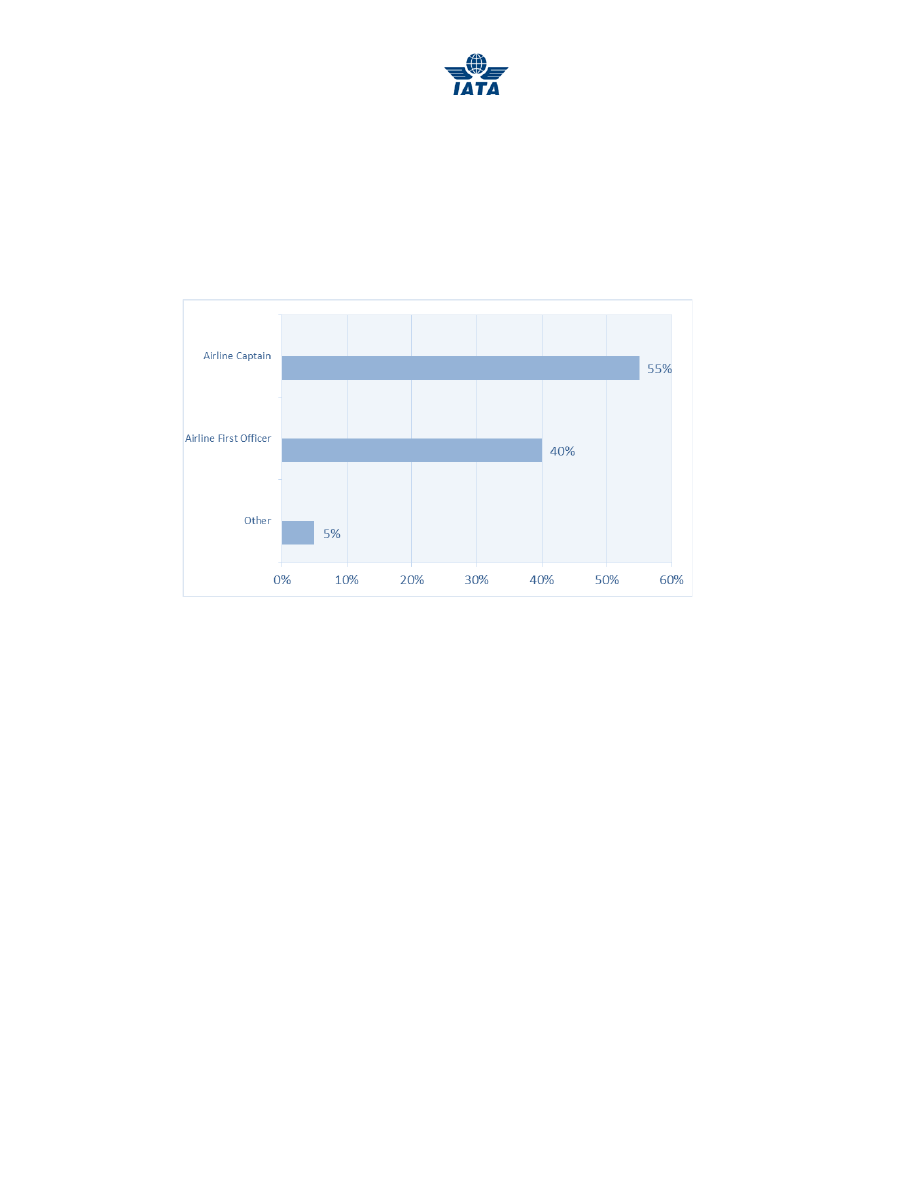 IATA
Airline Captain
55%
Airline First Officer
40%
Other
5%
0% 10% 20% 30% 40% 50% 60%